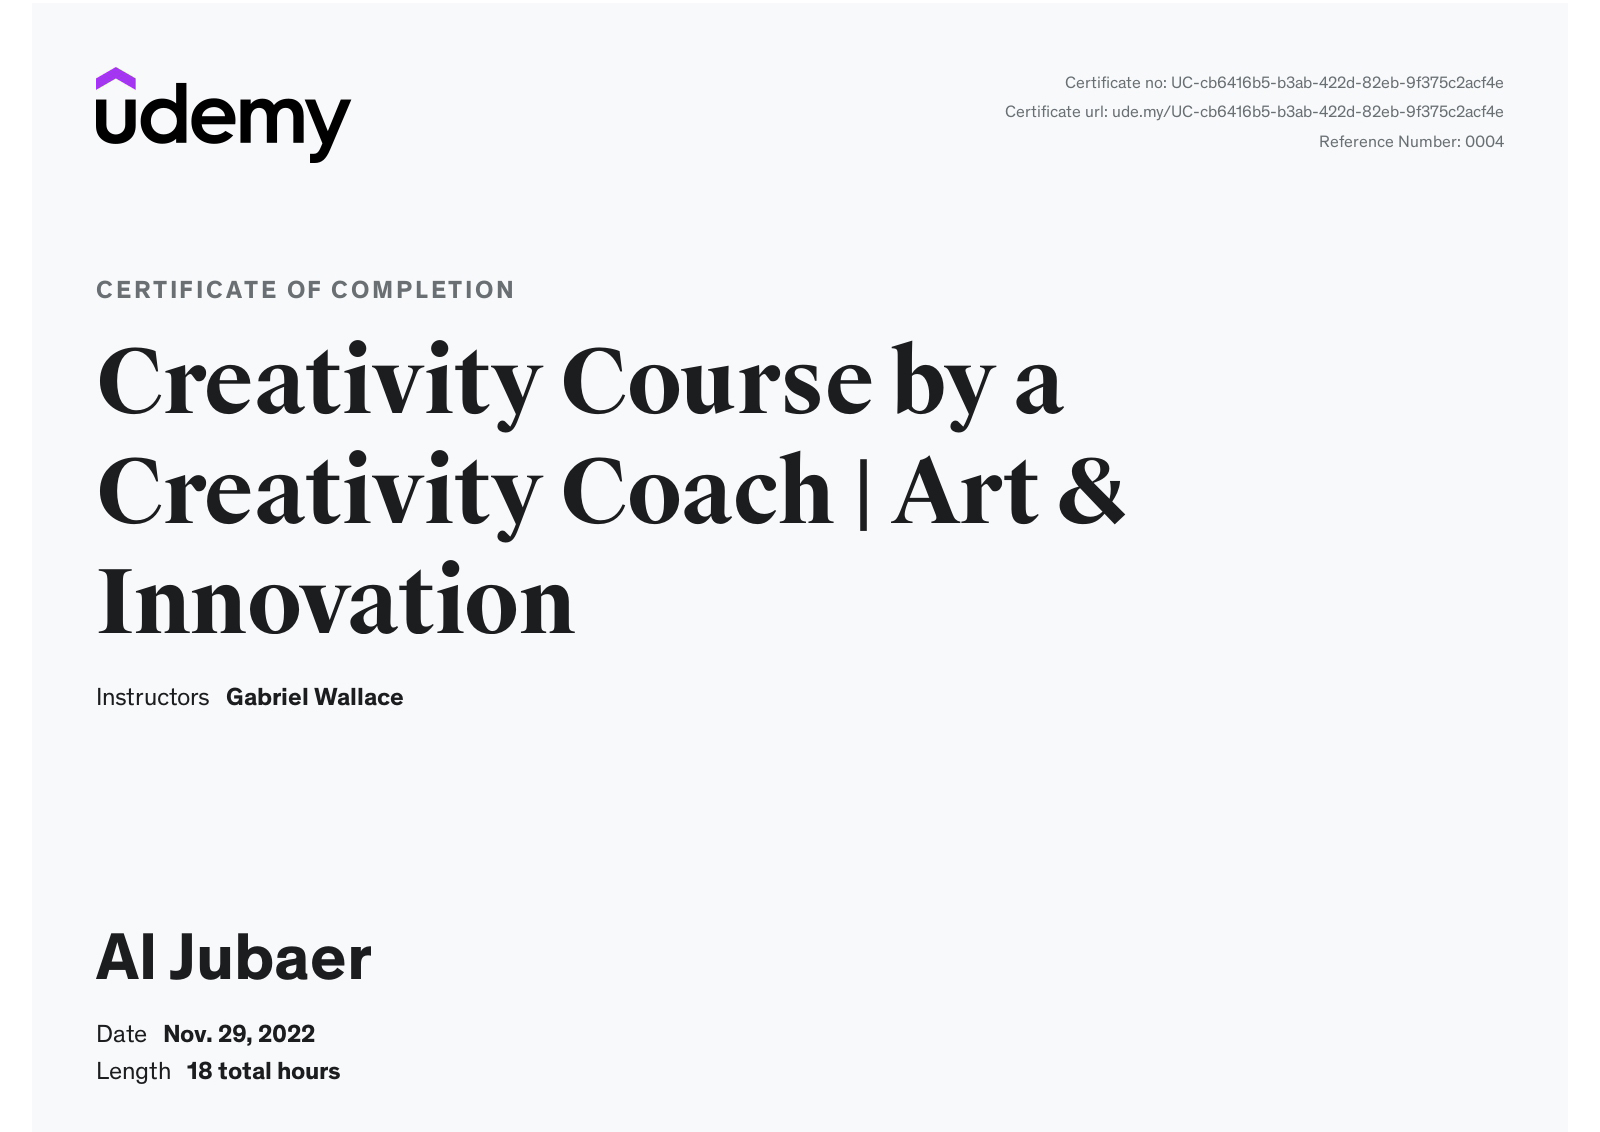 udemy
Certificate no: UC-cb6416b5-b3ab-422d-82eb-9f375c2acf4e
Certificate url: ude.my/UC-cb6416b5-b3ab-422d-82eb-9f375c2acf4e
Reference Number: 0004
CERTIFICATE OF COMPLETION
Creativity Course by a
Creativity Coach | Art &
Innovation
Instructors Gabriel Wallace
Al Jubaer
Date Nov. 29, 2022
Length 18 total hours